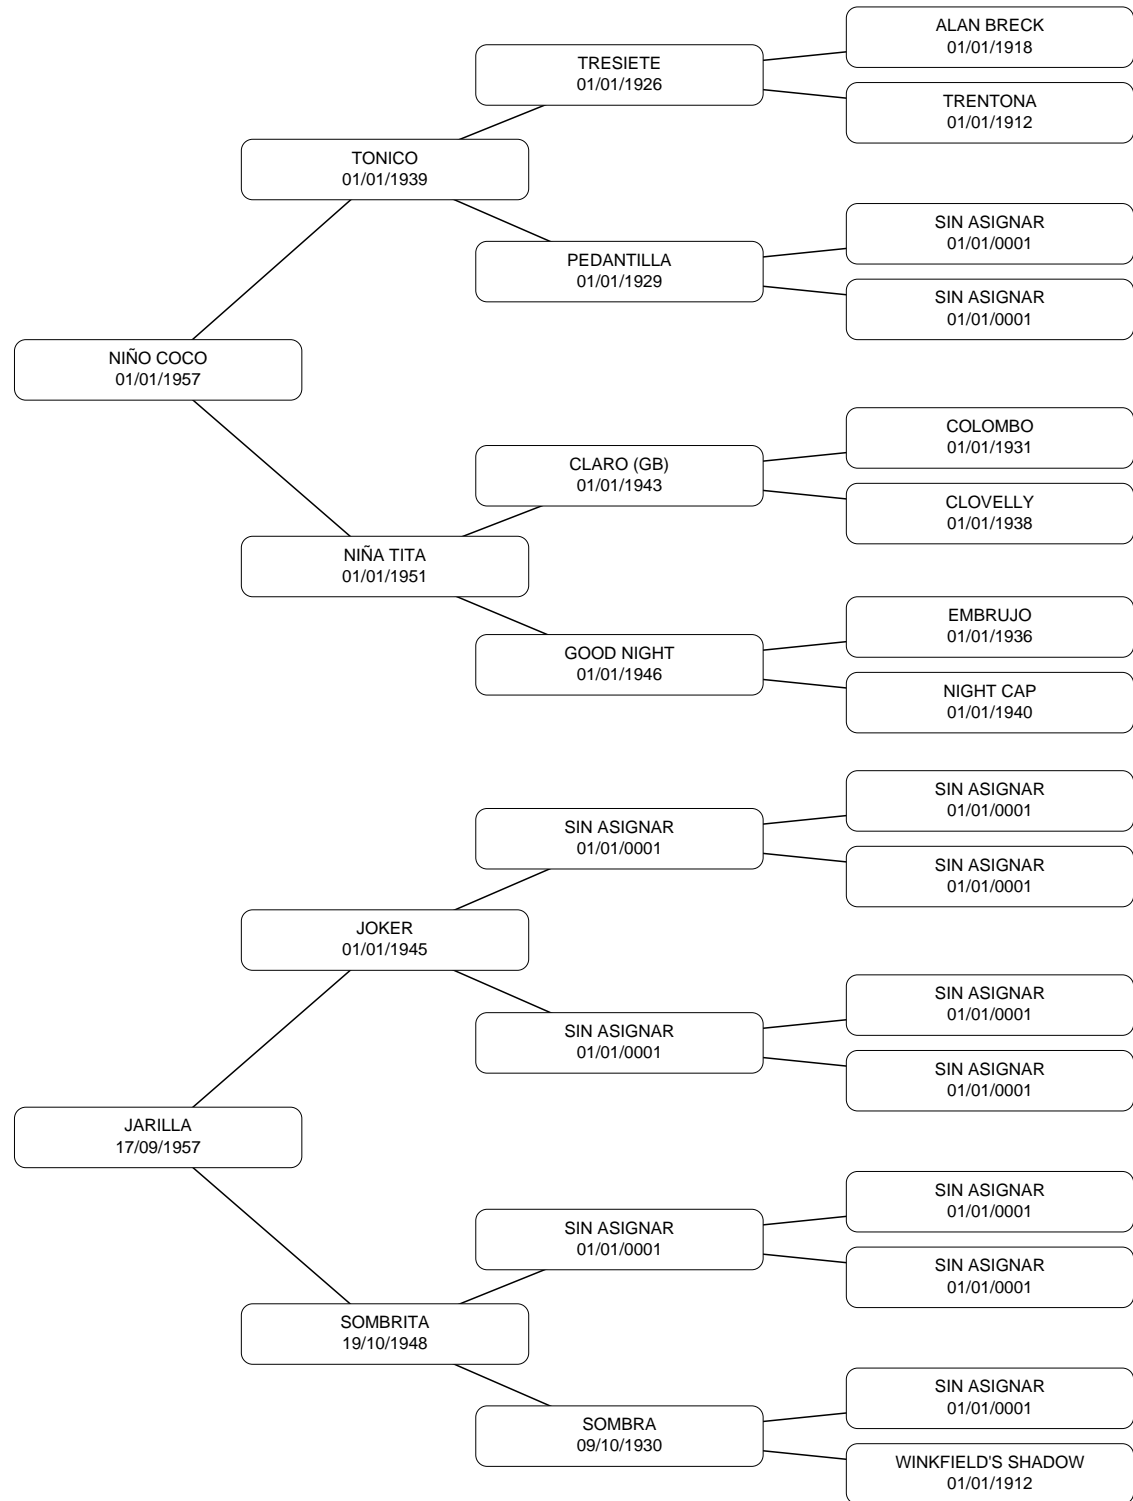 ALAN BRECK
01/01/1918
TRESIETE
01/01/1926
TRENTONA
01/01/1912
TONICO
01/01/1939
SIN ASIGNAR
01/01/0001
PEDANTILLA
01/01/1929
SIN ASIGNAR
01/01/0001
NIÑO COCO
01/01/1957
COLOMBO
01/01/1931
CLARO (GB)
01/01/1943
CLOVELLY
01/01/1938
NIÑA TITA
01/01/1951
EMBRUJO
01/01/1936
GOOD NIGHT
01/01/1946
NIGHT CAP
01/01/1940
SIN ASIGNAR
01/01/0001
SIN ASIGNAR
01/01/0001
SIN ASIGNAR
01/01/0001
JOKER
01/01/1945
SIN ASIGNAR
01/01/0001
SIN ASIGNAR
01/01/0001
SIN ASIGNAR
01/01/0001
JARILLA
17/09/1957
SIN ASIGNAR
01/01/0001
SIN ASIGNAR
01/01/0001
SIN ASIGNAR
01/01/0001
SOMBRITA
19/10/1948
SIN ASIGNAR
01/01/0001
SOMBRA
09/10/1930
WINKFIELD'S SHADOW
01/01/1912